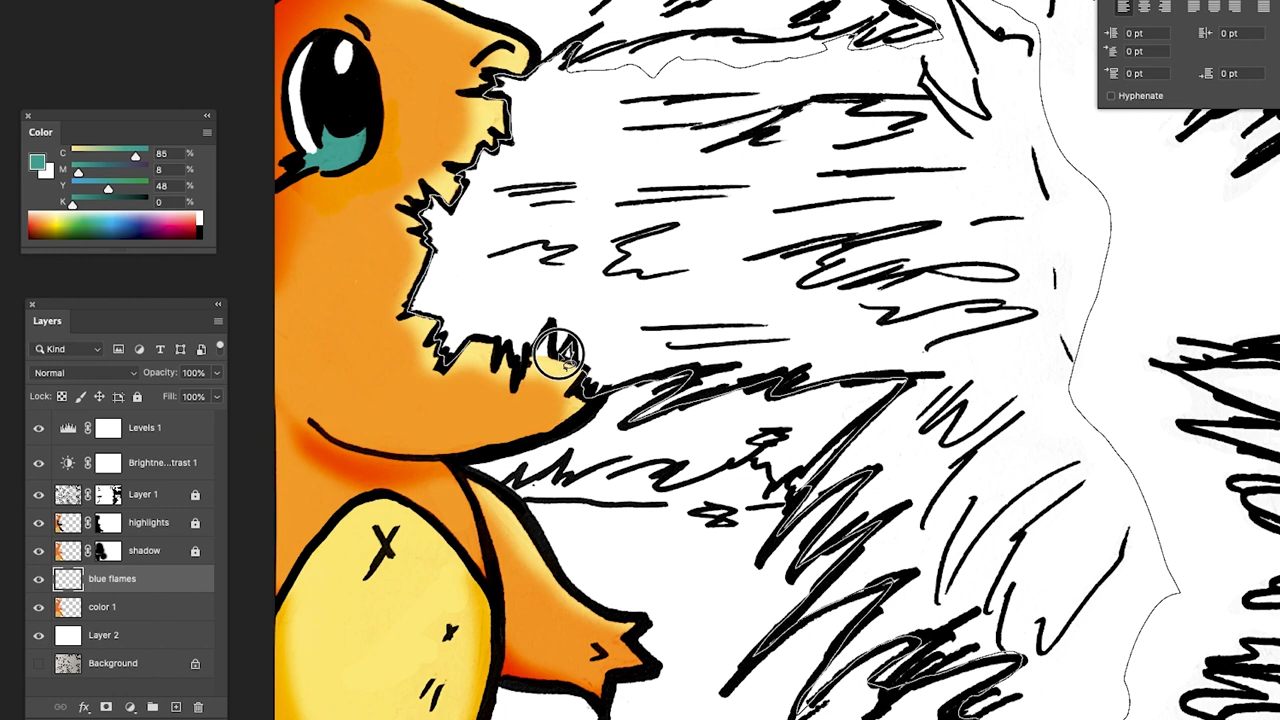 0 pt 0 pt
0 pt
0 pt 0 pt
Hyphenate
Color
C 85 %
M 8 %
Y 48 %
K 0 %
Layers
Kind
Normal Opacity: 100%
Lock: Fill: 100%
Levels 1
Brightne...trast 1
Layer 1
highlights
shadow
blue flames
color 1
Layer 2
Background
fx